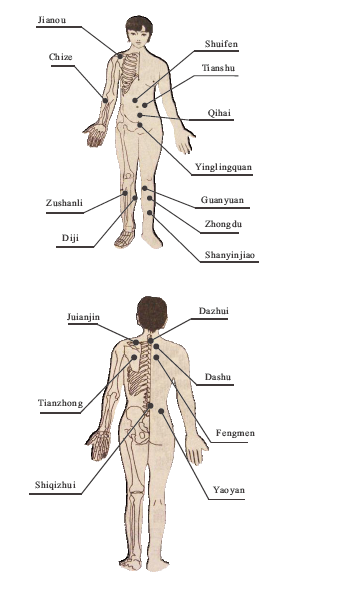 Jianou
Shuifen
Chize
Tianshu
Qihai
Yinglingquan
Zushanli
Guanyuan
Zhongdu
Diji
Shanyinjiao
Dazhui
Juianjin
Dashu
Tianzhong
Fengmen
Shiqizhui
Yaoyan